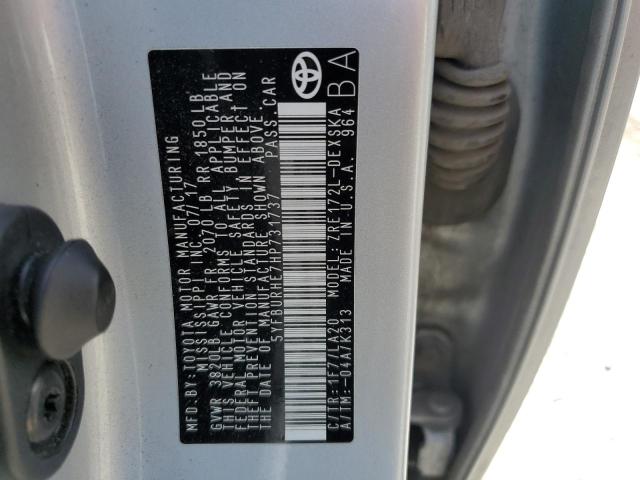 MFD.BY:TOYOTA MOTOR MANUFACTURING
MISSISSIPPI INC. 07/17
GVWR 3820LB GAWR FR 2070LB RR 1850LB
THIS VEHICLE CONFORMS TO ALL APPLICABLE
FEDERAL MOTOR VEHICLE SAFETY, BUMPER, AND
THEFT PREVENTION STANDARDS IN EFFECT ON
THE DATE OF MANUFACTURE SHOWN ABOVE.
5YFBURHE7HP731737 PASS.CAR
C/TR:1F7/LA20 MODEL: ZRE172L-DEXSKA
A/TM:-04A/K313 MADE IN U.S.A. 964
BA